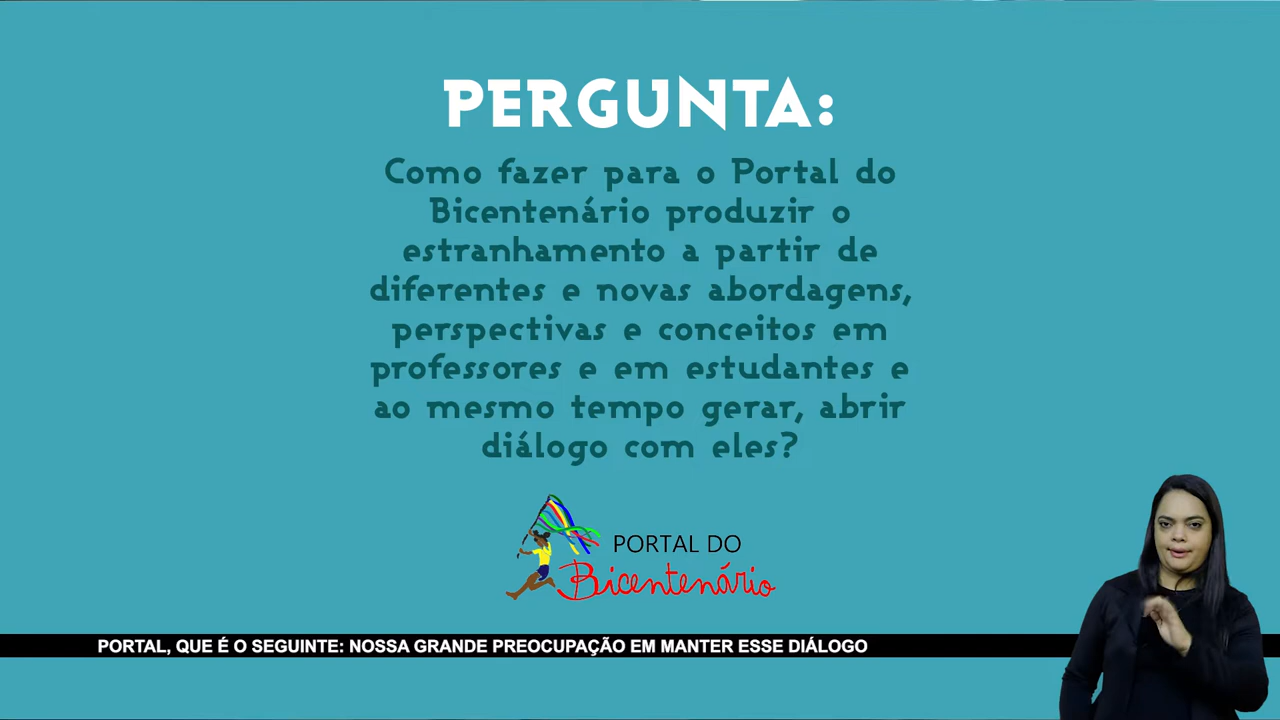 PERGUNTA:
Como fazer para o Portal do
Bicentenário produzir o
estranhamento a partir de
diferentes e novas abordagens,
perspectivas e conceitos em
professores e em estudantes e
ao mesmo tempo gerar, abrir
diálogo com eles?
PORTAL DO
Bicentenário
PORTAL, QUE É O SEGUINTE: NOSSA GRANDE PREOCUPAÇÃO EM MANTER ESSE DIÁLOGO